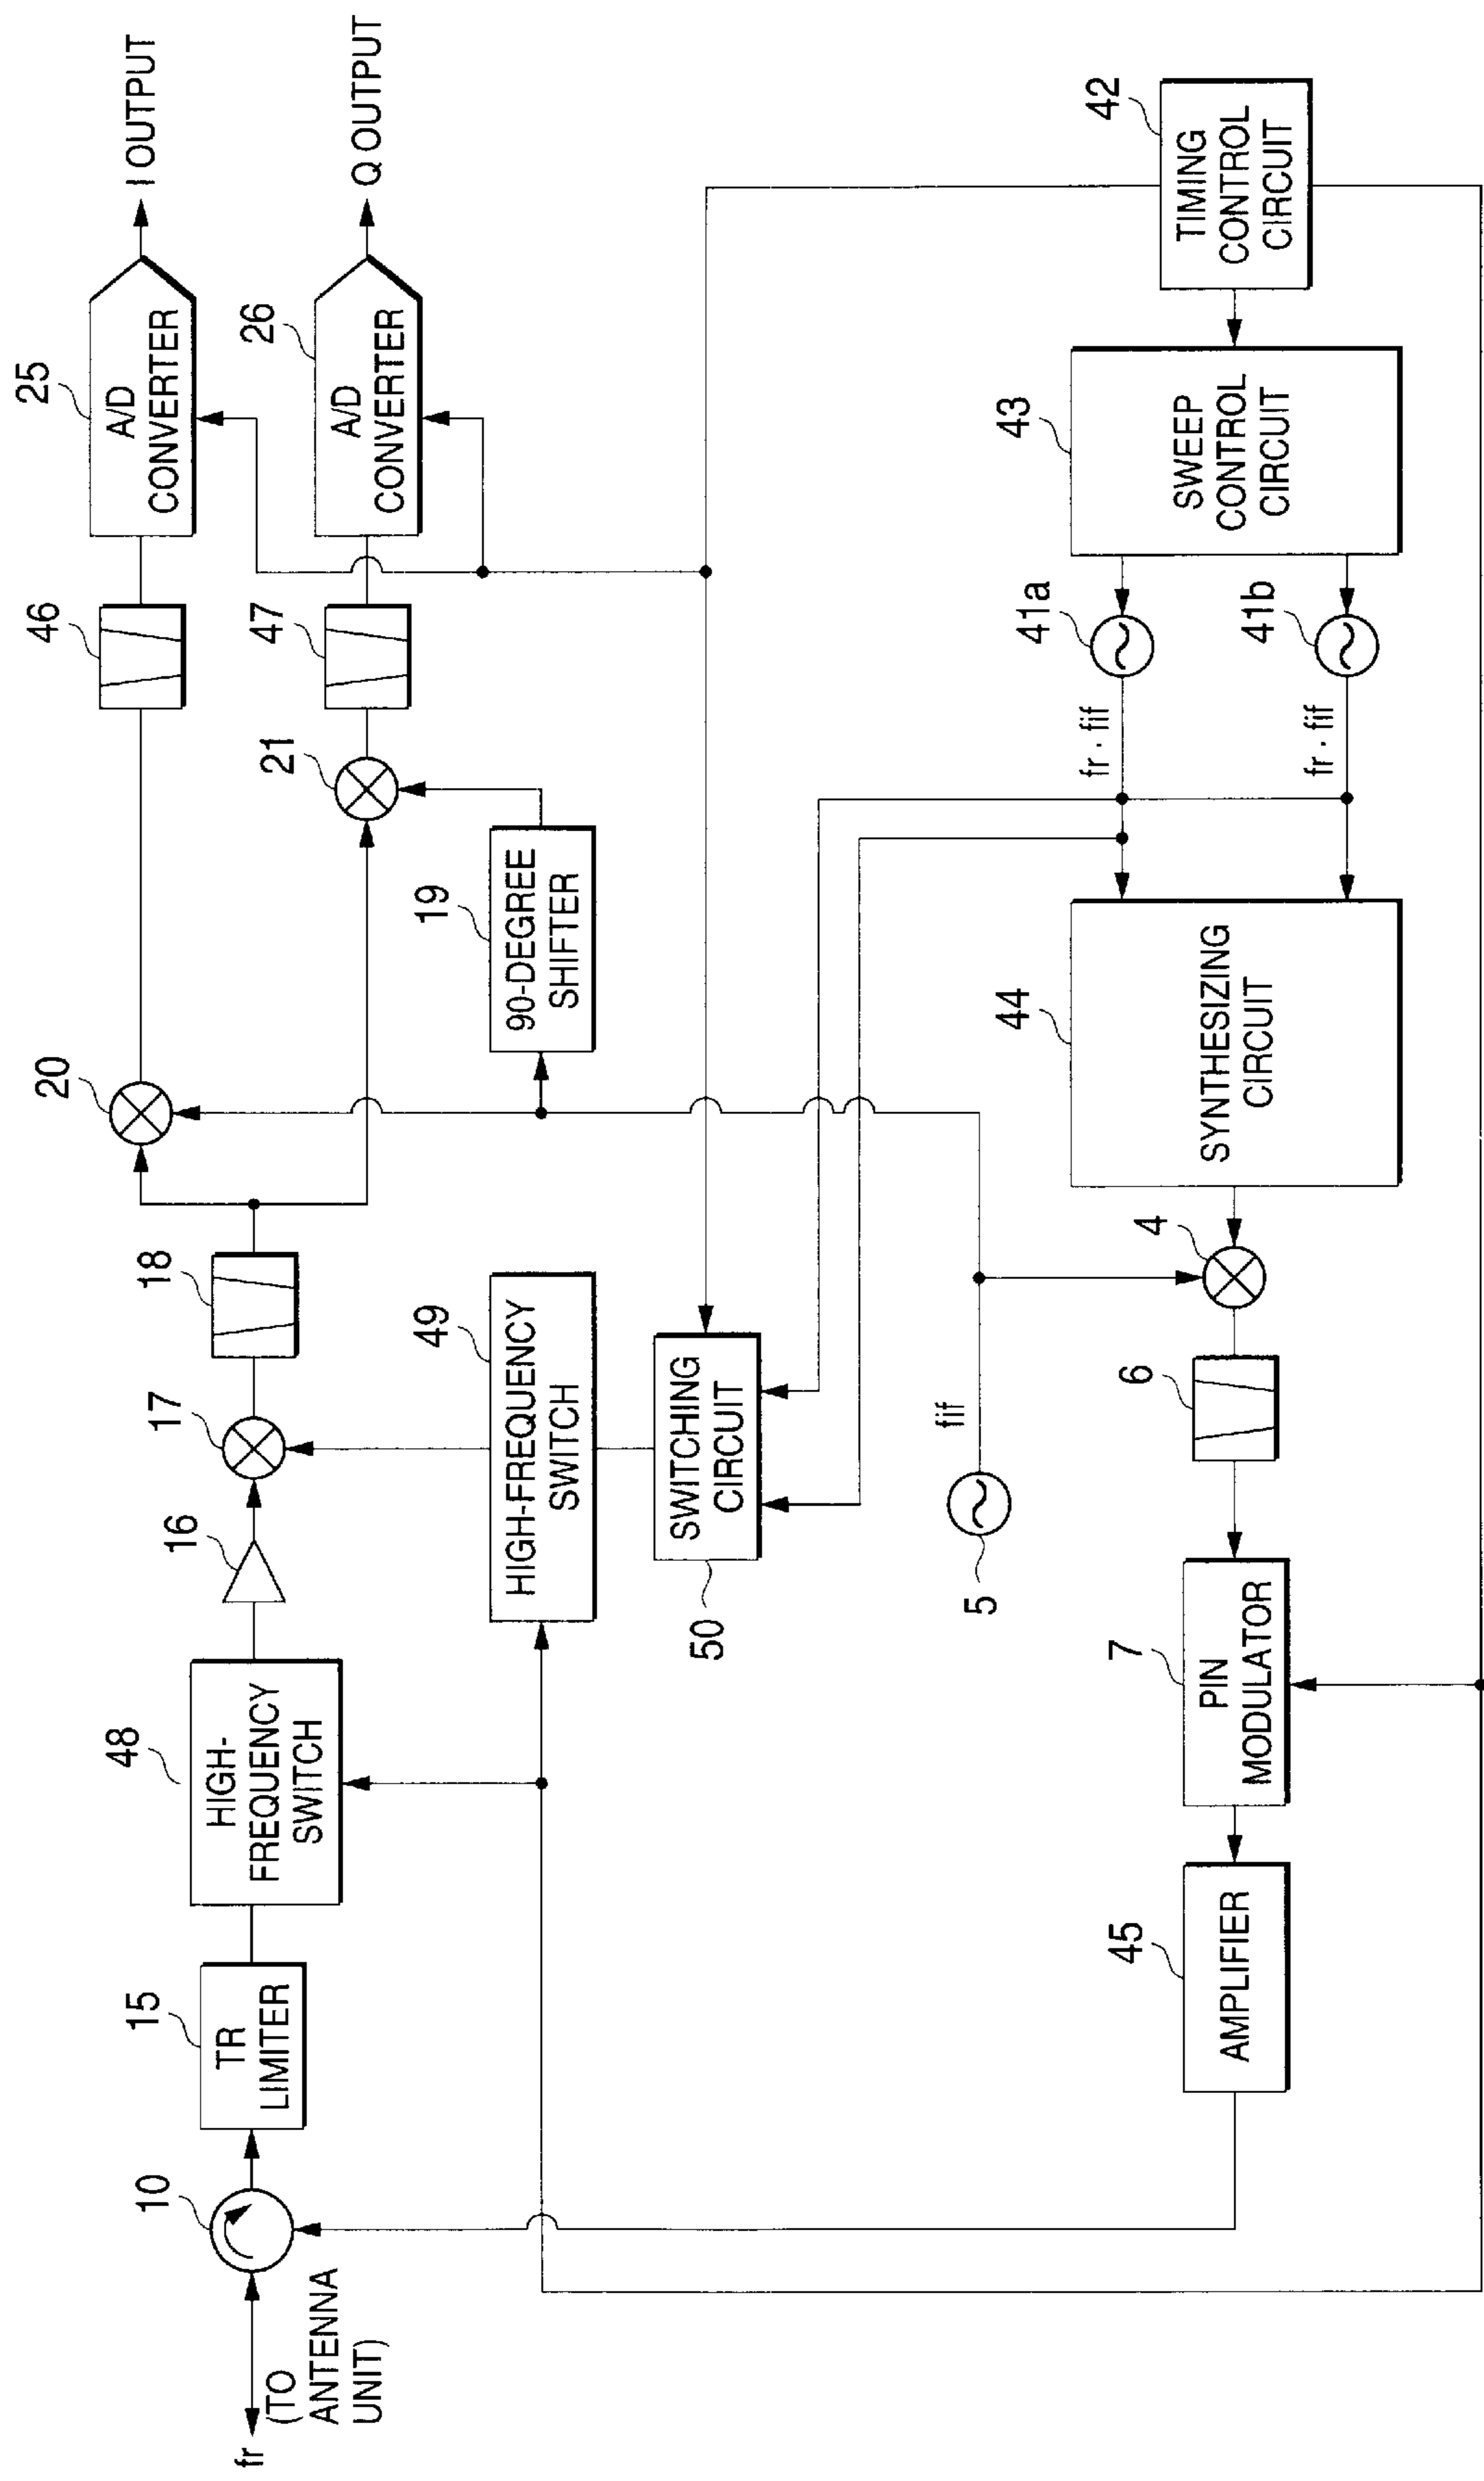 fr
(TO
ANTENNA
UNIT)
10
15
TR
LIMITER
48
HIGH-
FREQUENCY
SWITCH
16
17
18
20
46
25
A/D
CONVERTER
I OUTPUT
21
47
26
A/D
CONVERTER
Q OUTPUT
19
90-DEGREE
SHIFTER
49
HIGH-FREQUENCY
SWITCH
SWITCHING
CIRCUIT
50
fif
5
45
AMPLIFIER
7
PIN
MODULATOR
6
4
44
SYNTHESIZING
CIRCUIT
fr · fif
41a
fr · fif
41b
43
SWEEP
CONTROL
CIRCUIT
42
TIMING
CONTROL
CIRCUIT